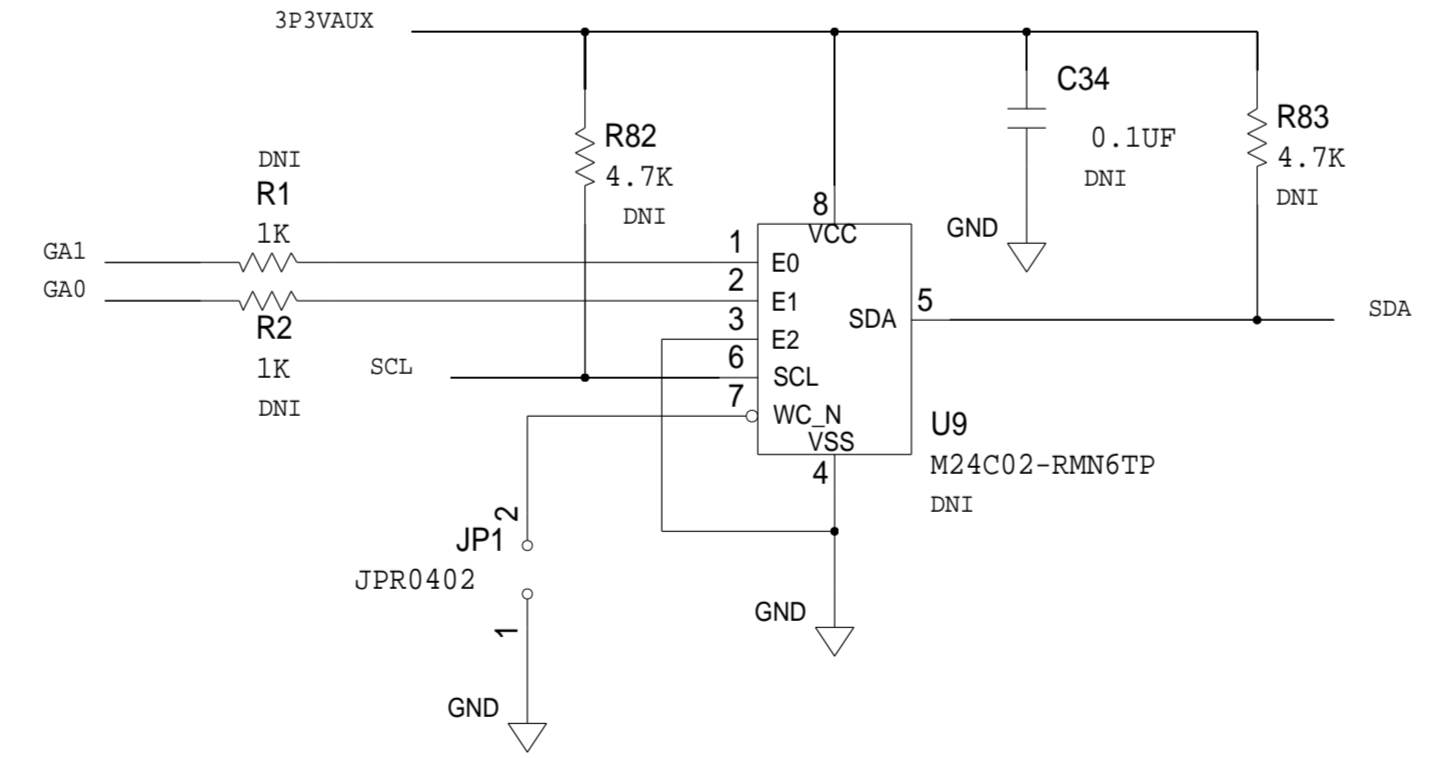 3P3VAUX
C34
0.1UF
DNI
R83
4.7K
DNI
R82
4.7K
DNI
DNI
R1
1K
GA1
GA0
R2
1K
DNI
SCL
8
VCC
GND
1
E0
2
E1
3
E2
6
SCL
7
WC_N
VSS
4
SDA
5
SDA
U9
M24C02-RMN6TP
DNI
2
JP1
JPR0402
1
GND
GND